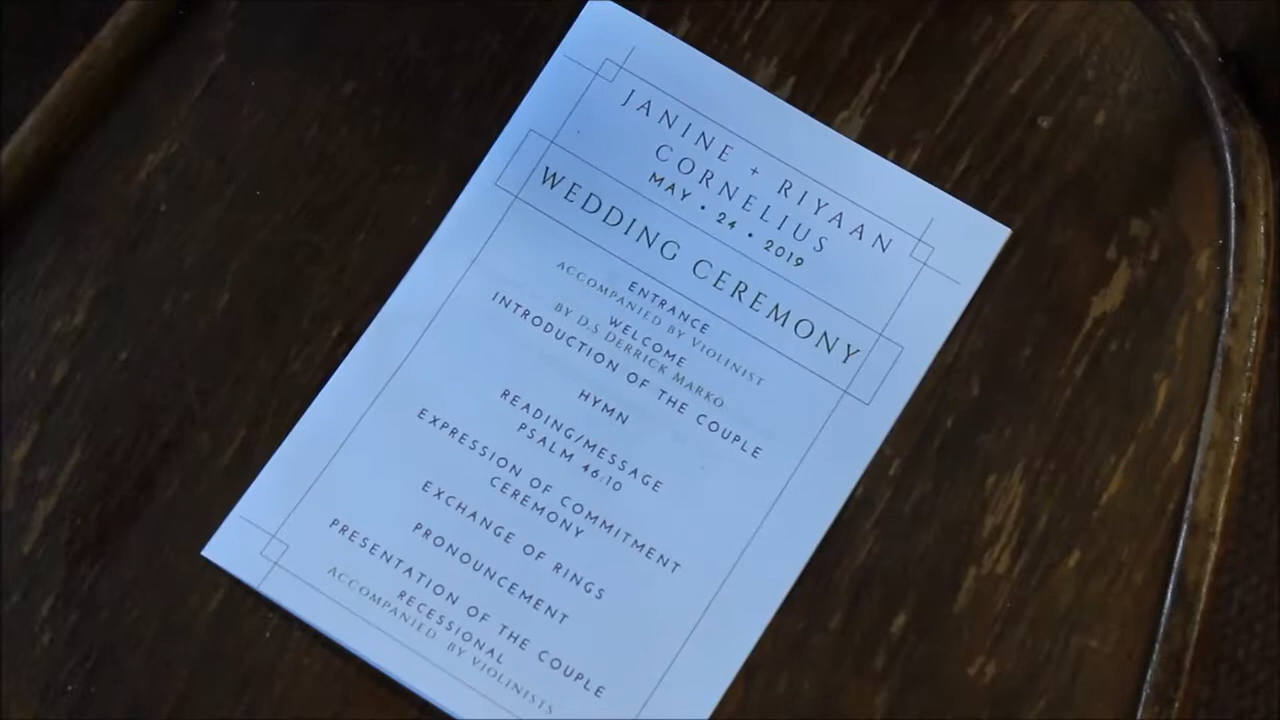 JANINE + RIYAAN
CORNELIUS
MAY • 24 • 2019
WEDDING CEREMONY
ENTRANCE
ACCOMPANIED BY VIOLINIST
WELCOME
BY D.S DERRICK MARKO
INTRODUCTION OF THE COUPLE
HYMN
READING/MESSAGE
PSALM 46:10
EXPRESSION OF COMMITMENT
CEREMONY
EXCHANGE OF RINGS
PRONOUNCEMENT
PRESENTATION OF THE COUPLE
RECESSIONAL
ACCOMPANIED BY VIOLINISTS